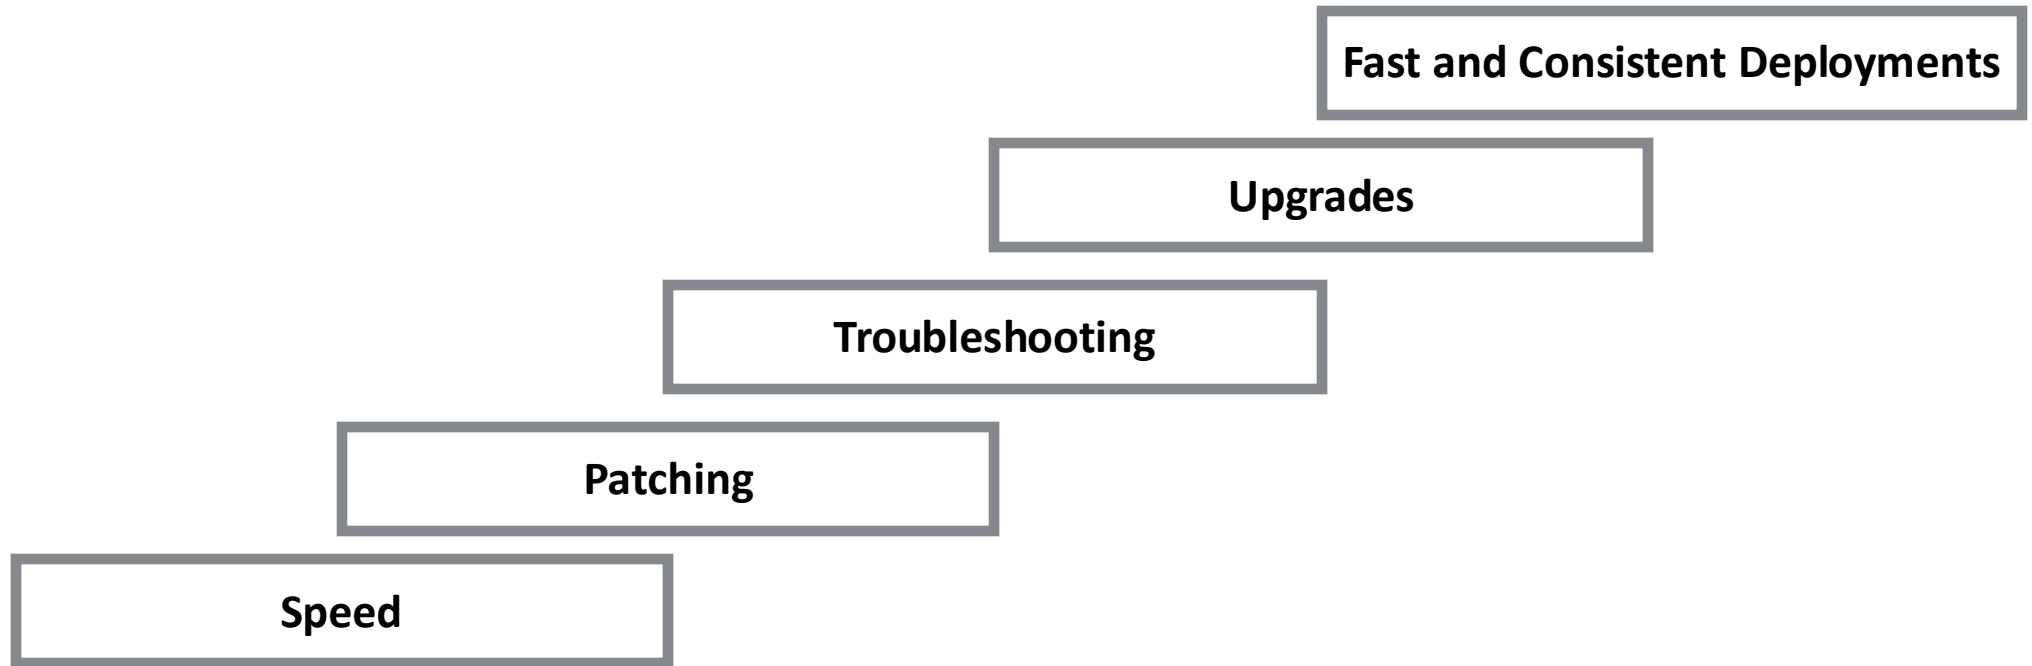 Fast and Consistent Deployments
Upgrades
Troubleshooting
Patching
Speed